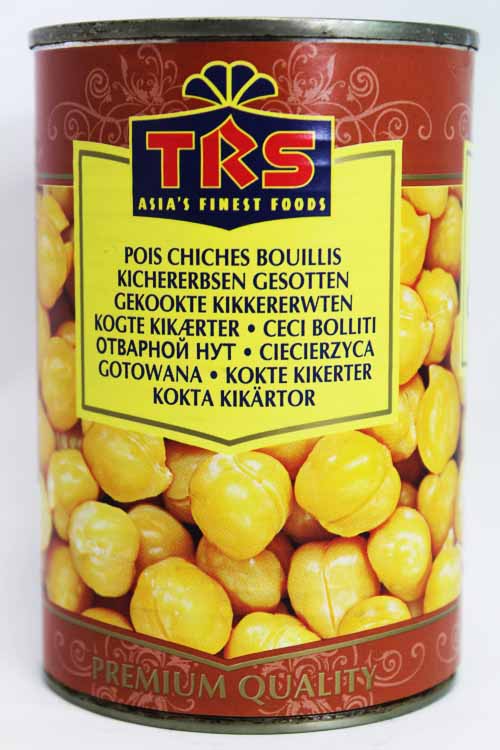 TRS
ASIA'S FINEST FOODS
POIS CHICHES BOUILLIS
KICHERERBSEN GESOTTEN
GEKOOKTE KIKKERERWTEN
KOGTE KIKÆRTER • CECI BOLLITI
ОТВАРНОЙ НУТ • CIECIERZYCA
GOTOWANA • KOKTE KIKERTER
KOKTA KIKÄRTOR
PREMIUM QUALITY